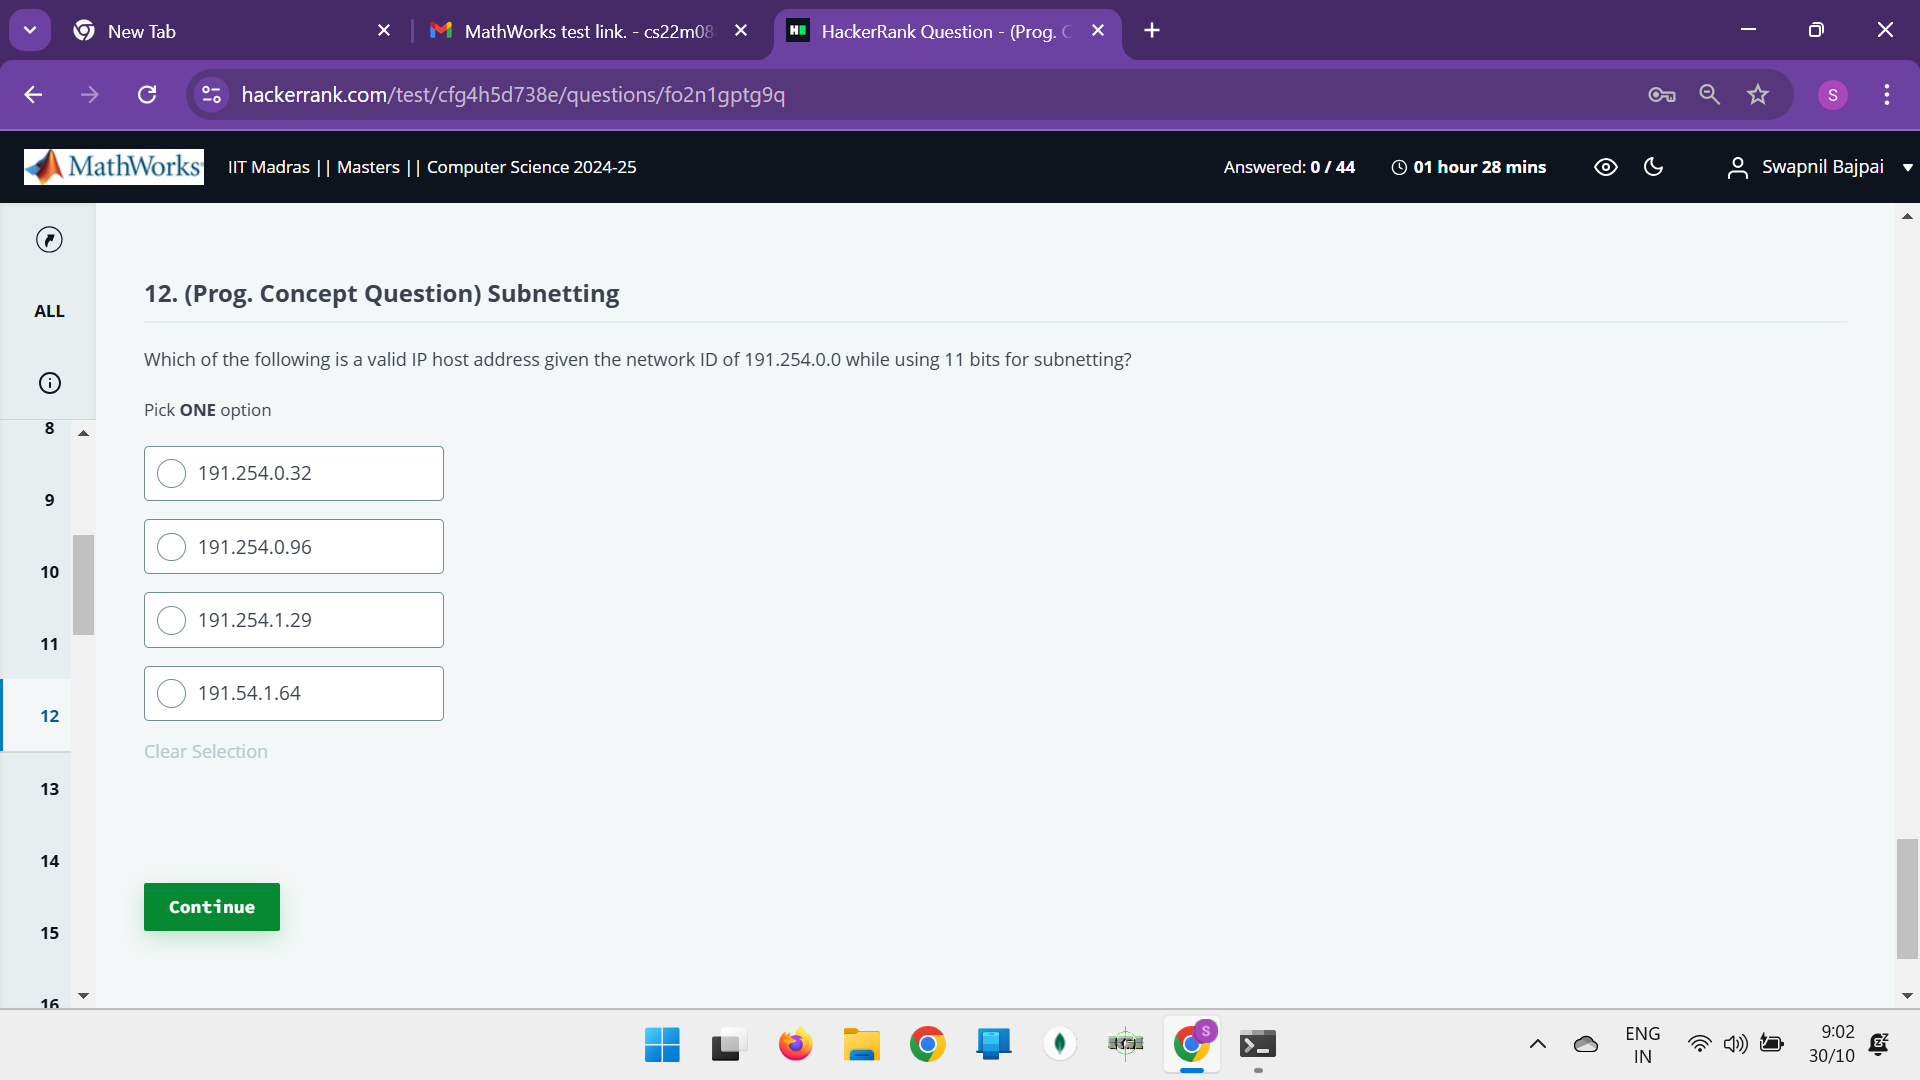 New Tab
MathWorks test link. - cs22m08
HackerRank Question - (Prog. C
hackerrank.com/test/cfg4h5d738e/questions/fo2n1gptg9q
S
MathWorks
IIT Madras || Masters || Computer Science 2024-25
Answered: 0 / 44
01 hour 28 mins
Swapnil Bajpai
ALL
8
9
10
11
12
13
14
15
16
12. (Prog. Concept Question) Subnetting
Which of the following is a valid IP host address given the network ID of 191.254.0.0 while using 11 bits for subnetting?
Pick ONE option
191.254.0.32
191.254.0.96
191.254.1.29
191.54.1.64
Clear Selection
Continue
S
ENG
IN
9:02
30/10